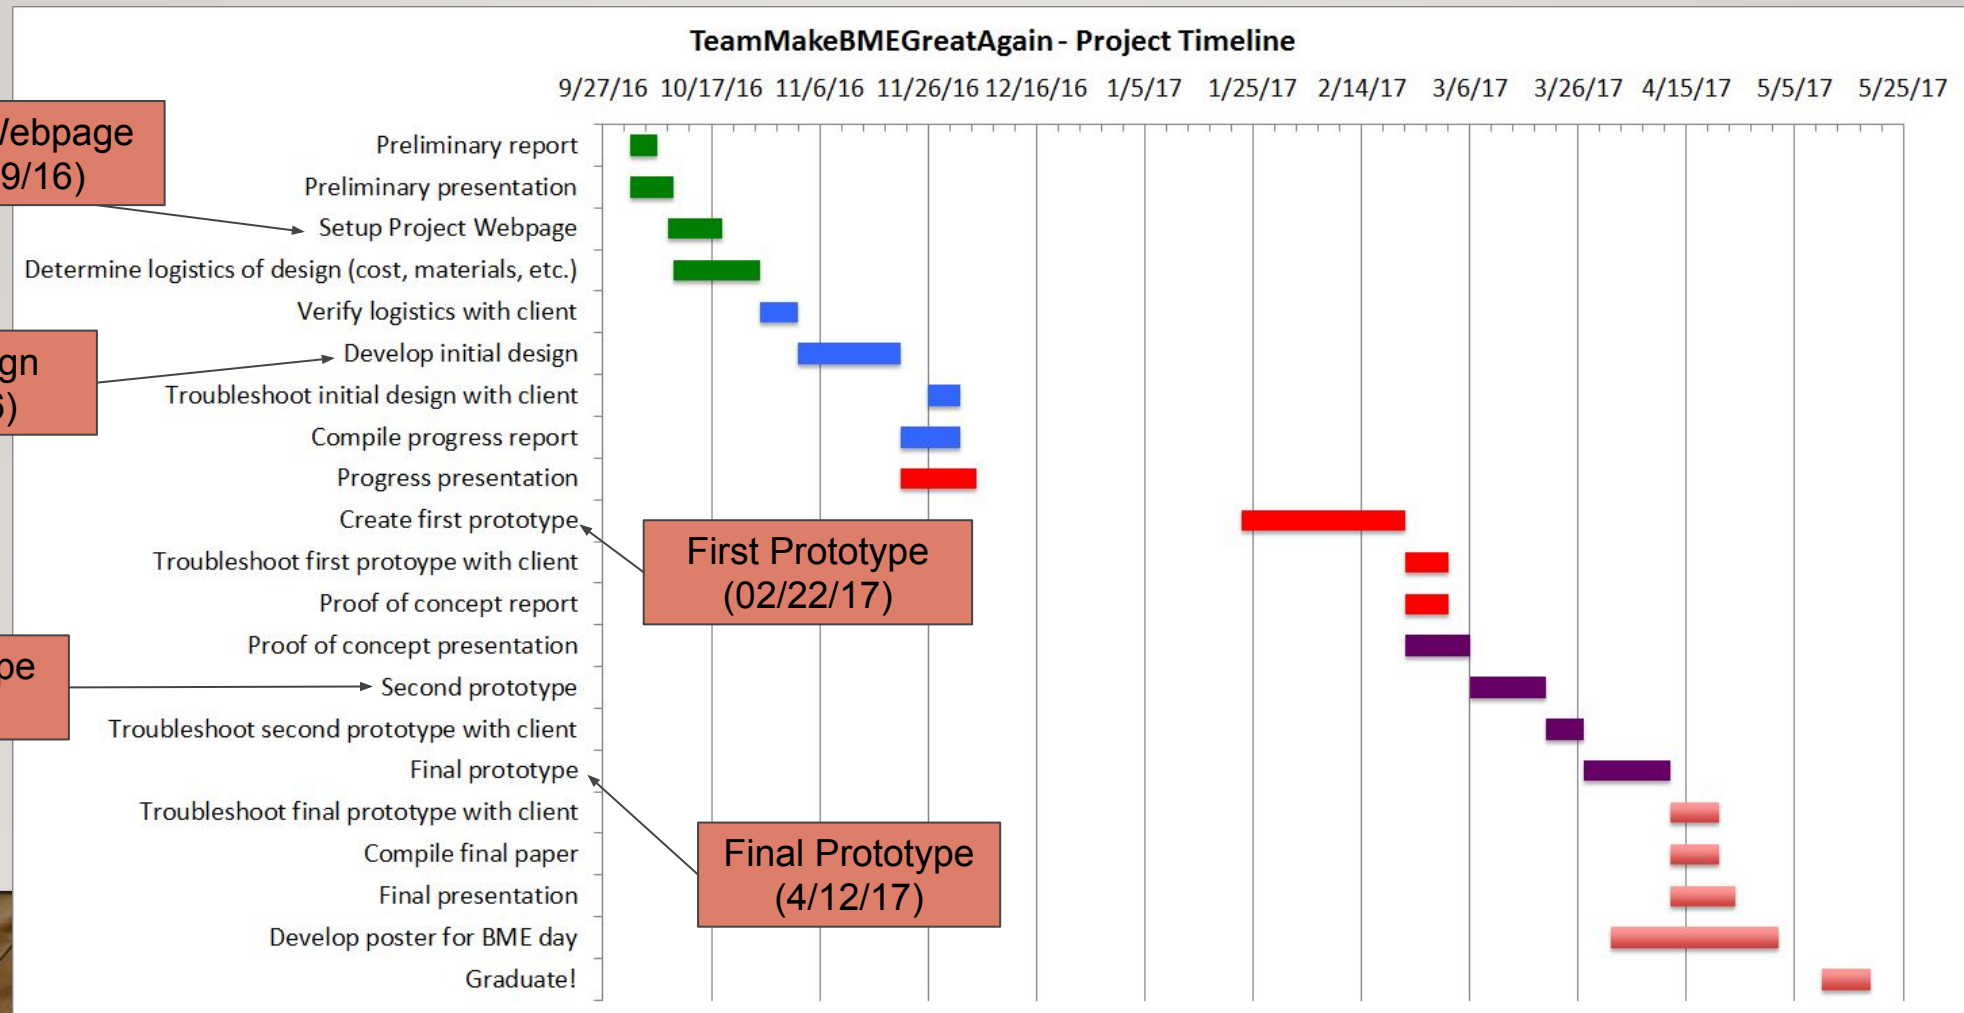 TeamMakeBMEGreatAgain - Project Timeline
9/27/16 10/17/16 11/6/16 11/26/16 12/16/16 1/5/17 1/25/17 2/14/17 3/6/17 3/26/17 4/15/17 5/5/17 5/25/17
9/16)
Preliminary report
Preliminary presentation
Setup Project Webpage
Determine logistics of design (cost, materials, etc.)
Verify logistics with client
Develop initial design
Troubleshoot initial design with client
Compile progress report
Progress presentation
Create first prototype
First Prototype
(02/22/17)
Troubleshoot first protoype with client
Proof of concept report
Proof of concept presentation
Second prototype
Troubleshoot second prototype with client
Final prototype
Final Prototype
(4/12/17)
Troubleshoot final prototype with client
Compile final paper
Final presentation
Develop poster for BME day
Graduate!